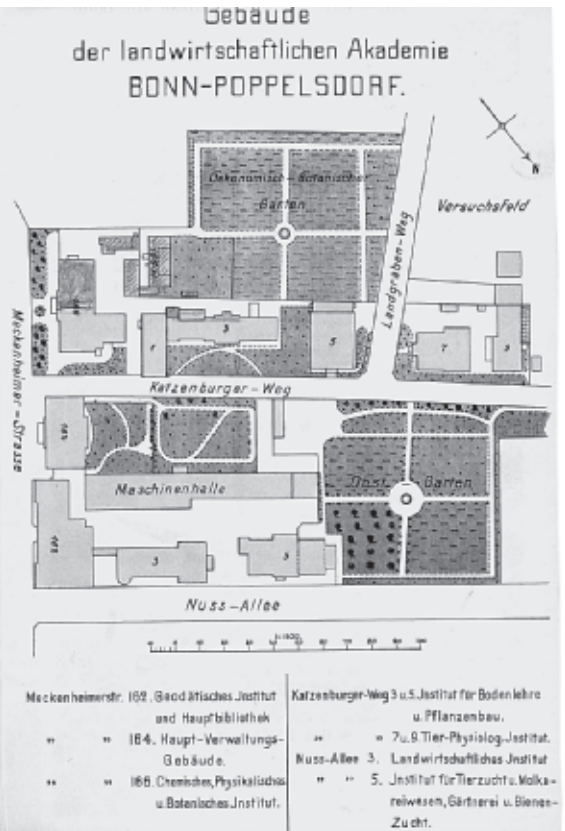 Gebäude
der landwirtschaftlichen Akademie
BONN-POPPELSDORF.
N
Oekonomisch-Botanischer
Garten
Versuchsfeld
Landgraben-Weg
Meckenheimer-Strasse
1
3
5
7
9
Katzenburger-Weg
Maschinenhalle
Obst-Garten
3
5
Nuss-Allee
Meckenheimerstr. 162. Geodätisches Institut
und Hauptbibliothek
" " 164. Haupt-Verwaltungs-
Gebäude.
" " 166. Chemisches, Physikalisches
u. Botanisches Institut.
Katzenburger-Weg 3 u. 5. Institut für Bodenlehre
u. Pflanzenbau.
" " 7 u. 9. Tier-Physiolog. Institut.
Nuss-Allee 3. Landwirtschaftliches Institut
" " 5. Institut für Tierzucht u. Molke-
reiwesen, Gärtnerei u. Bienen-
Zucht.